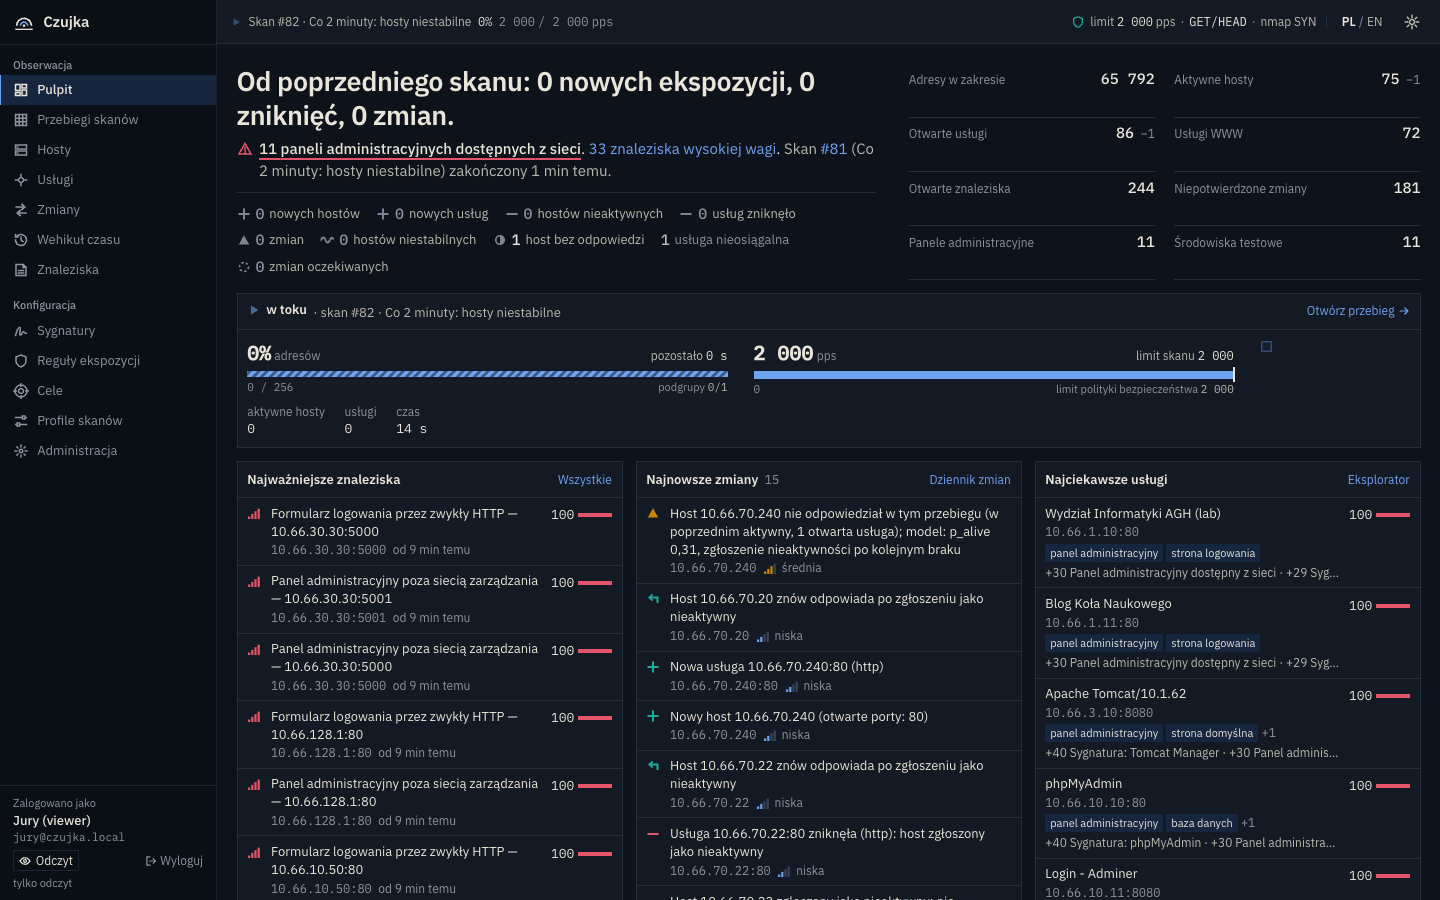 Czujka
Skan #82 · Co 2 minuty: hosty niestabilne 0% 2 000 / 2 000 pps
limit 2 000 pps · GET/HEAD · nmap SYN
PL / EN
Obserwacja
Pulpit
Przebiegi skanów
Hosty
Usługi
Zmiany
Wehikuł czasu
Znaleziska
Konfiguracja
Sygnatury
Reguły ekspozycji
Cele
Profile skanów
Administracja
Zalogowano jako
Jury (viewer)
jury@czujka.local
Odczyt
Wyloguj
tylko odczyt
Od poprzedniego skanu: 0 nowych ekspozycji, 0
zniknięć, 0 zmian.
11 paneli administracyjnych dostępnych z sieci. 33 znaleziska wysokiej wagi. Skan #81 (Co
2 minuty: hosty niestabilne) zakończony 1 min temu.
0 nowych hostów
0 nowych usług
0 hostów nieaktywnych
0 usług zniknęło
0 zmian
0 hostów niestabilnych
1 host bez odpowiedzi
1 usługa nieosiągalna
0 zmian oczekiwanych
Adresy w zakresie 65 792
Aktywne hosty 75 −1
Otwarte usługi 86 −1
Usługi WWW 72
Otwarte znaleziska 244
Niepotwierdzone zmiany 181
Panele administracyjne 11
Środowiska testowe 11
w toku · skan #82 · Co 2 minuty: hosty niestabilne
Otwórz przebieg →
0% adresów
pozostało 0 s
0 / 256
podgrupy 0/1
2 000 pps
limit skanu 2 000
0
limit polityki bezpieczeństwa 2 000
aktywne hosty
0
usługi
0
czas
14 s
Najważniejsze znaleziska
Wszystkie
Formularz logowania przez zwykły HTTP —
10.66.30.30:5000
100
10.66.30.30:5000 od 9 min temu
Panel administracyjny poza siecią zarządzania
— 10.66.30.30:5001
100
10.66.30.30:5001 od 9 min temu
Panel administracyjny poza siecią zarządzania
— 10.66.30.30:5000
100
10.66.30.30:5000 od 9 min temu
Formularz logowania przez zwykły HTTP —
10.66.128.1:80
100
10.66.128.1:80 od 9 min temu
Panel administracyjny poza siecią zarządzania
— 10.66.128.1:80
100
10.66.128.1:80 od 9 min temu
Formularz logowania przez zwykły HTTP —
10.66.10.50:80
100
10.66.10.50:80 od 9 min temu
Najnowsze zmiany 15
Dziennik zmian
Host 10.66.70.240 nie odpowiedział w tym przebiegu (w
poprzednim aktywny, 1 otwarta usługa); model: p_alive
0,31, zgłoszenie nieaktywności po kolejnym braku
10.66.70.240 średnia
Host 10.66.70.20 znów odpowiada po zgłoszeniu jako
nieaktywny
10.66.70.20 niska
Nowa usługa 10.66.70.240:80 (http)
10.66.70.240:80 niska
Nowy host 10.66.70.240 (otwarte porty: 80)
10.66.70.240 niska
Host 10.66.70.22 znów odpowiada po zgłoszeniu jako
nieaktywny
10.66.70.22 niska
Usługa 10.66.70.22:80 zniknęła (http): host zgłoszony
jako nieaktywny
10.66.70.22:80 niska
Najciekawsze usługi
Eksplorator
Wydział Informatyki AGH (lab)
100
10.66.1.10:80
panel administracyjny strona logowania
+30 Panel administracyjny dostępny z sieci · +29 Syg…
Blog Koła Naukowego
100
10.66.1.11:80
panel administracyjny strona logowania
+30 Panel administracyjny dostępny z sieci · +29 Syg…
Apache Tomcat/10.1.62
100
10.66.3.10:8080
panel administracyjny strona domyślna +1
+40 Sygnatura: Tomcat Manager · +30 Panel adminis…
phpMyAdmin
100
10.66.10.10:80
panel administracyjny baza danych +1
+40 Sygnatura: phpMyAdmin · +30 Panel administra…
Login - Adminer
100
10.66.10.11:8080